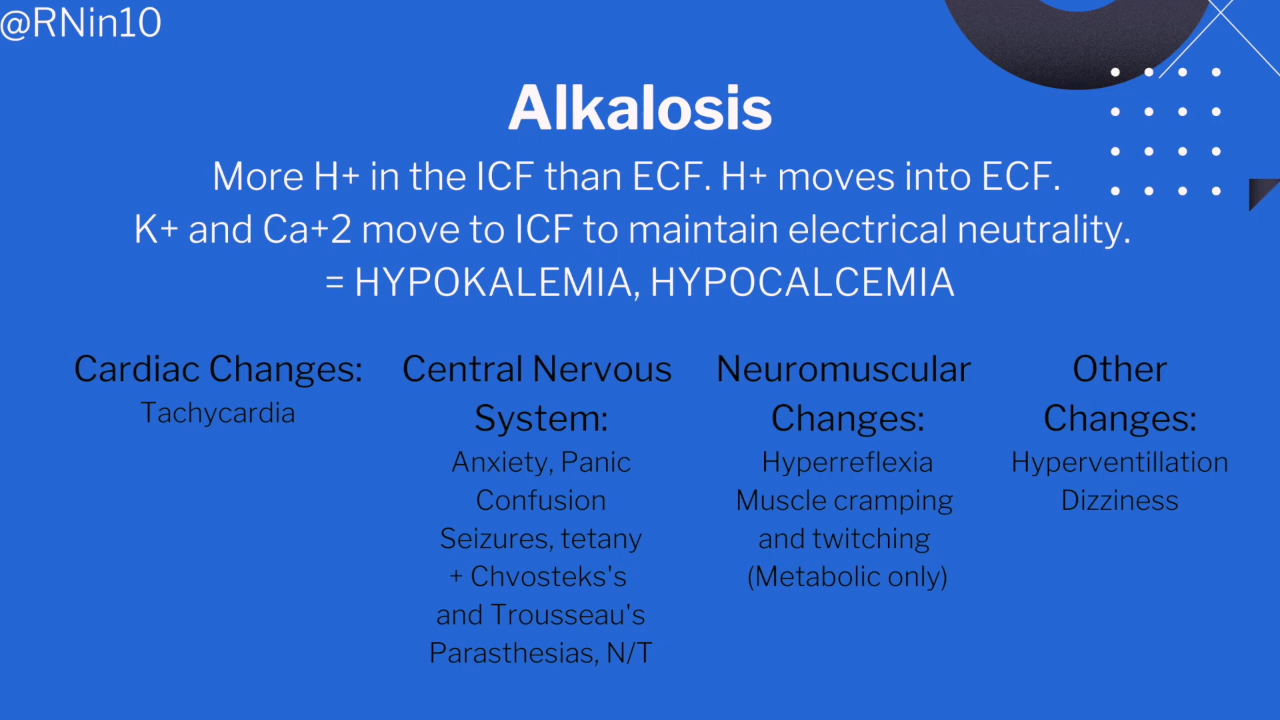 @RNin10
Alkalosis
More H+ in the ICF than ECF. H+ moves into ECF.
K+ and Ca+2 move to ICF to maintain electrical neutrality.
= HYPOKALEMIA, HYPOCALCEMIA
Cardiac Changes:
Tachycardia
Central Nervous
System:
Anxiety, Panic
Confusion
Seizures, tetany
+ Chvosteks's
and Trousseau's
Parasthesias, N/T
Neuromuscular
Changes:
Hyperreflexia
Muscle cramping
and twitching
(Metabolic only)
Other
Changes:
Hyperventillation
Dizziness